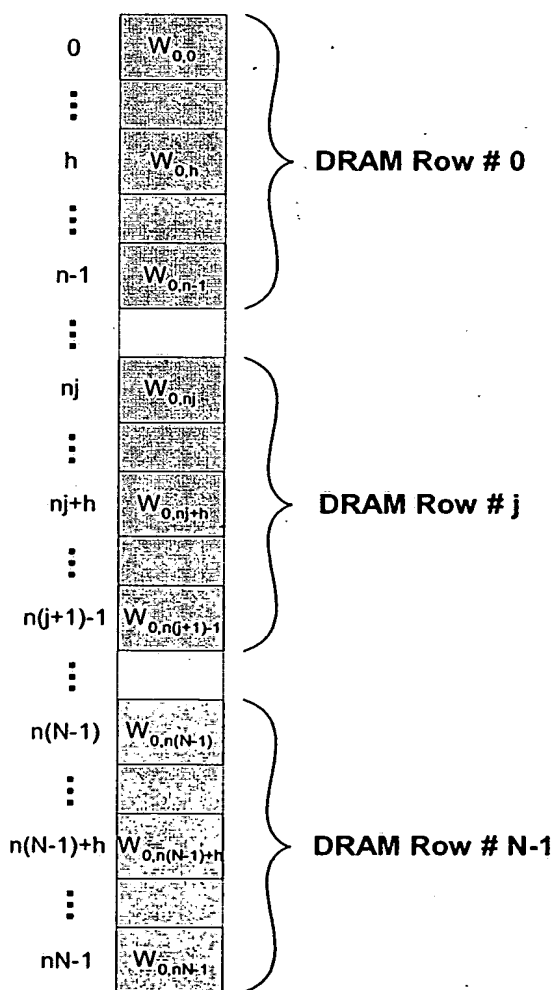 0 W0,0
⋮
h W0,h DRAM Row # 0
⋮
n-1 W0,n-1
⋮
nj W0,nj
⋮
nj+h W0,nj+h DRAM Row # j
⋮
n(j+1)-1 W0,n(j+1)-1
⋮
n(N-1) W0,n(N-1)
⋮
n(N-1)+h W0,n(N-1)+h DRAM Row # N-1
⋮
nN-1 W0,nN-1